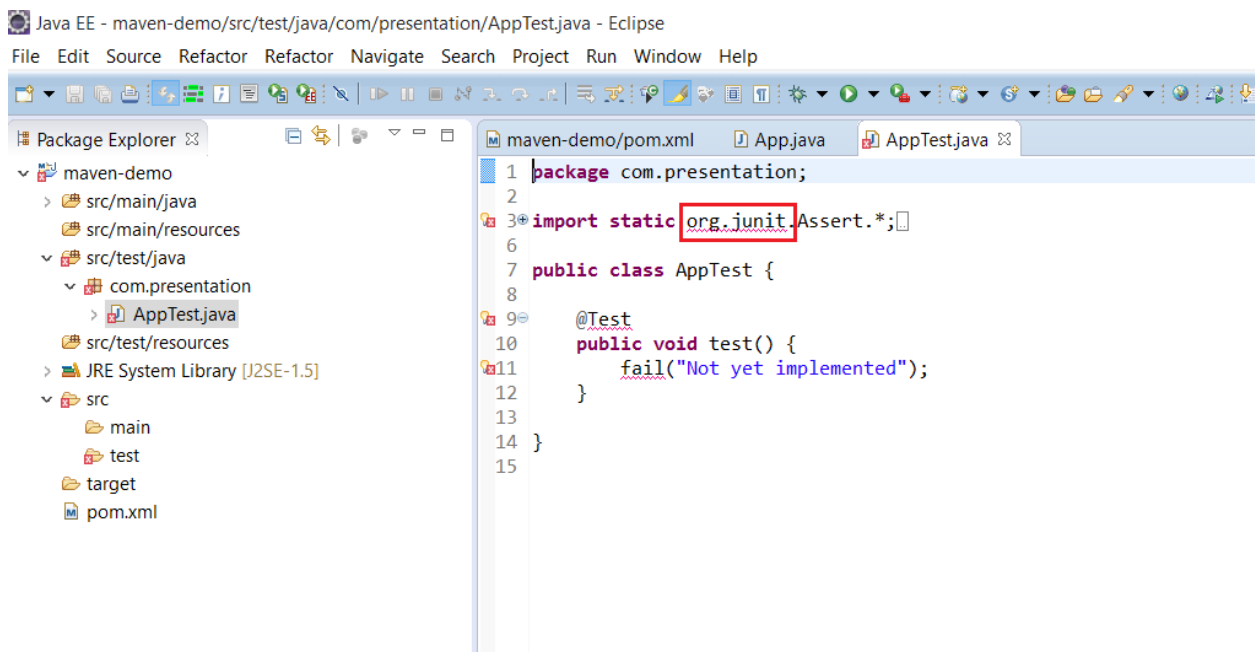 Java EE - maven-demo/src/test/java/com/presentation/AppTest.java - Eclipse
File Edit Source Refactor Refactor Navigate Search Project Run Window Help
Package Explorer
maven-demo
src/main/java
src/main/resources
src/test/java
com.presentation
AppTest.java
src/test/resources
JRE System Library [J2SE-1.5]
src
main
test
target
pom.xml
maven-demo/pom.xml App.java AppTest.java
1 package com.presentation;
2
3 import static org.junit.Assert.*;
6
7 public class AppTest {
8
9 @Test
10 public void test() {
11 fail("Not yet implemented");
12 }
13
14 }
15